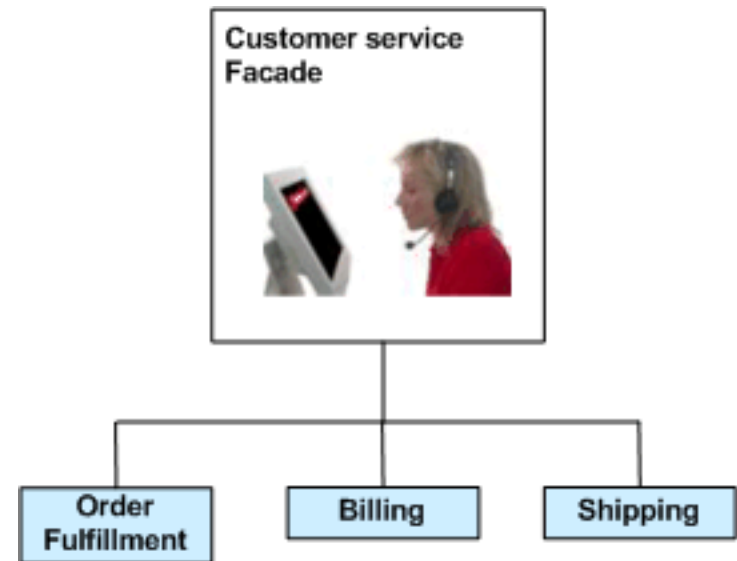 Customer service
Facade
Order
Fulfillment
Billing
Shipping